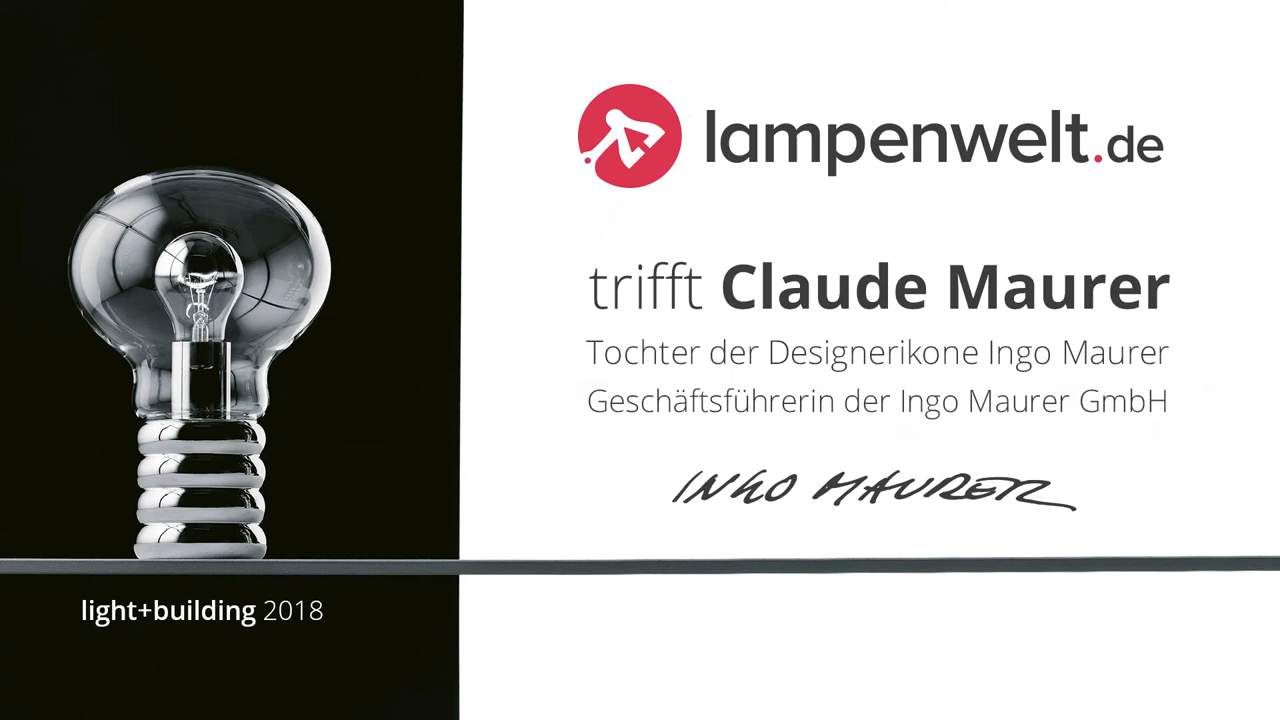 lampenwelt.de
trifft Claude Maurer
Tochter der Designerikone Ingo Maurer
Geschäftsführerin der Ingo Maurer GmbH
INGO MAURER
light+building 2018